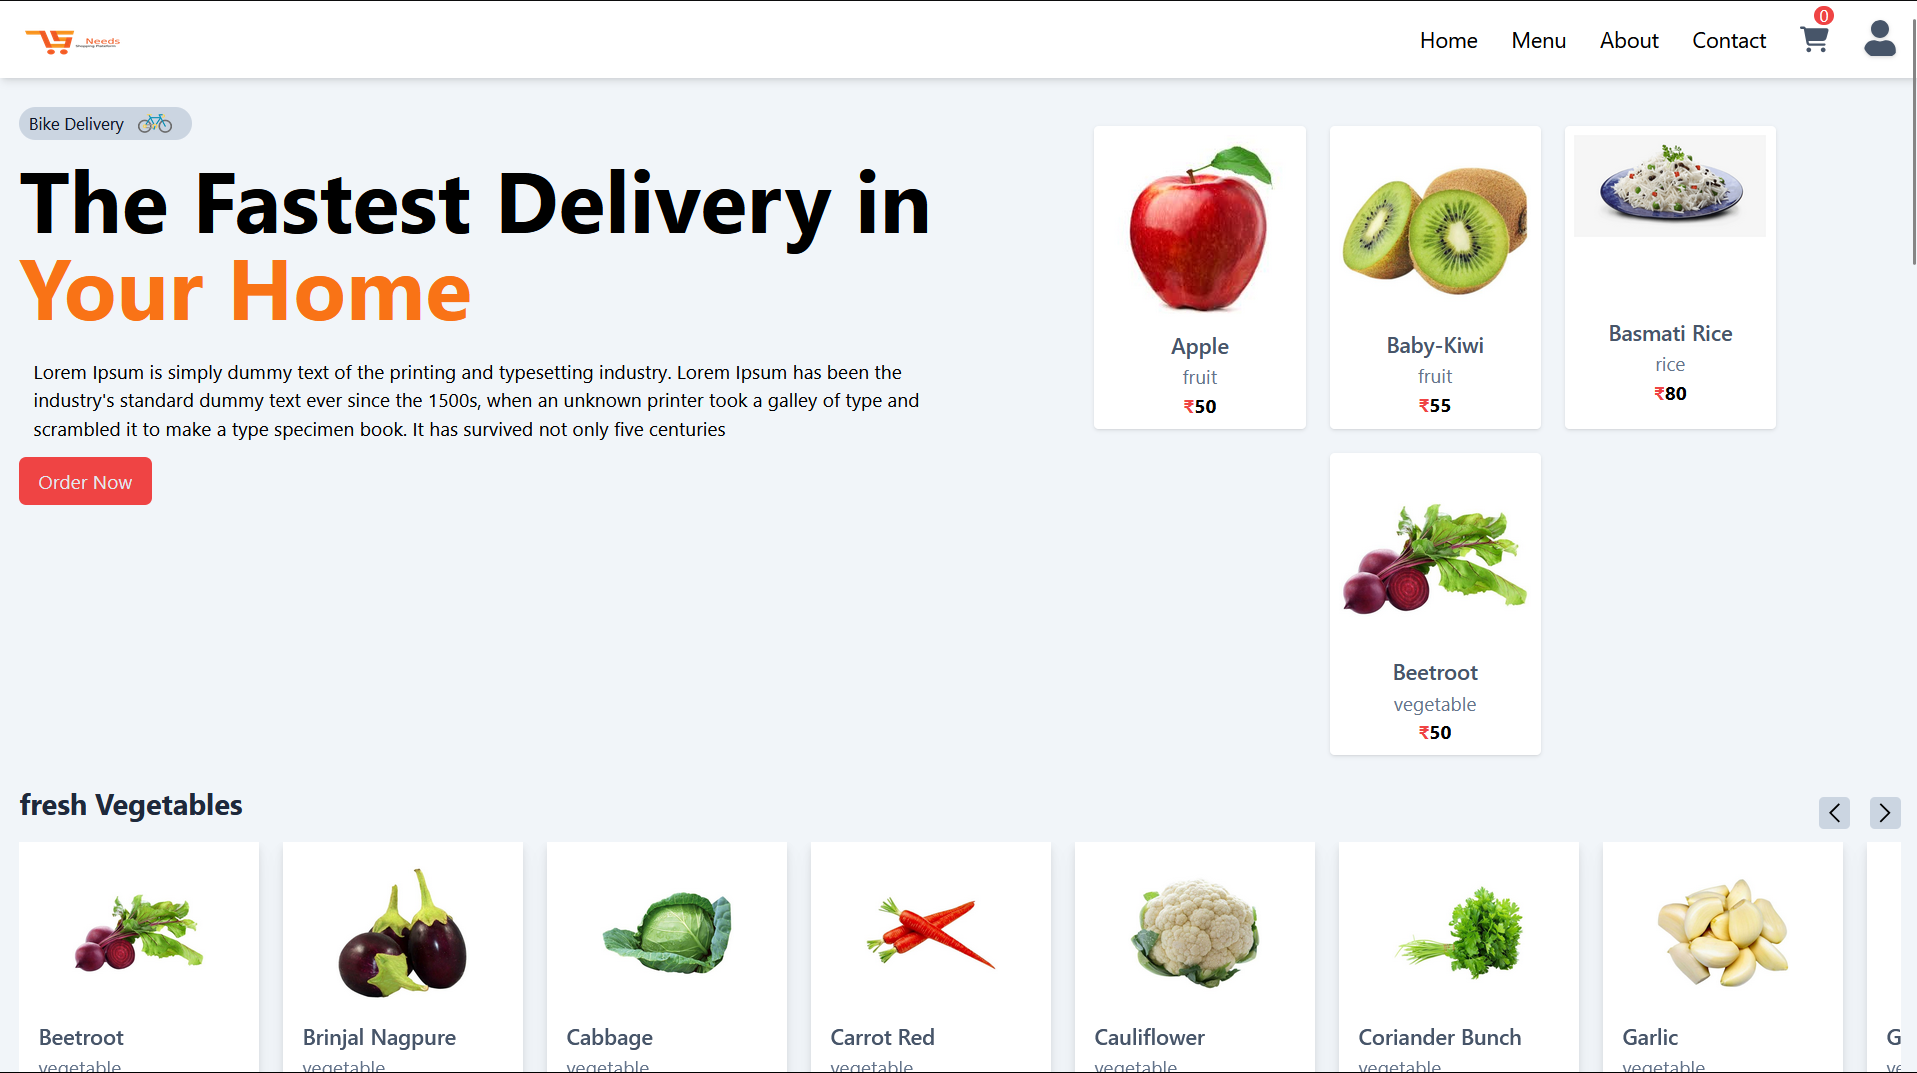 Needs
Shopping Plateform
Home
Menu
About
Contact
0
Bike Delivery
The Fastest Delivery in
Your Home
Lorem Ipsum is simply dummy text of the printing and typesetting industry. Lorem Ipsum has been the
industry's standard dummy text ever since the 1500s, when an unknown printer took a galley of type and
scrambled it to make a type specimen book. It has survived not only five centuries
Order Now
Apple
fruit
₹50
Baby-Kiwi
fruit
₹55
Basmati Rice
rice
₹80
Beetroot
vegetable
₹50
fresh Vegetables
Beetroot
vegetable
Brinjal Nagpure
vegetable
Cabbage
vegetable
Carrot Red
vegetable
Cauliflower
vegetable
Coriander Bunch
vegetable
Garlic
vegetable
G
ve